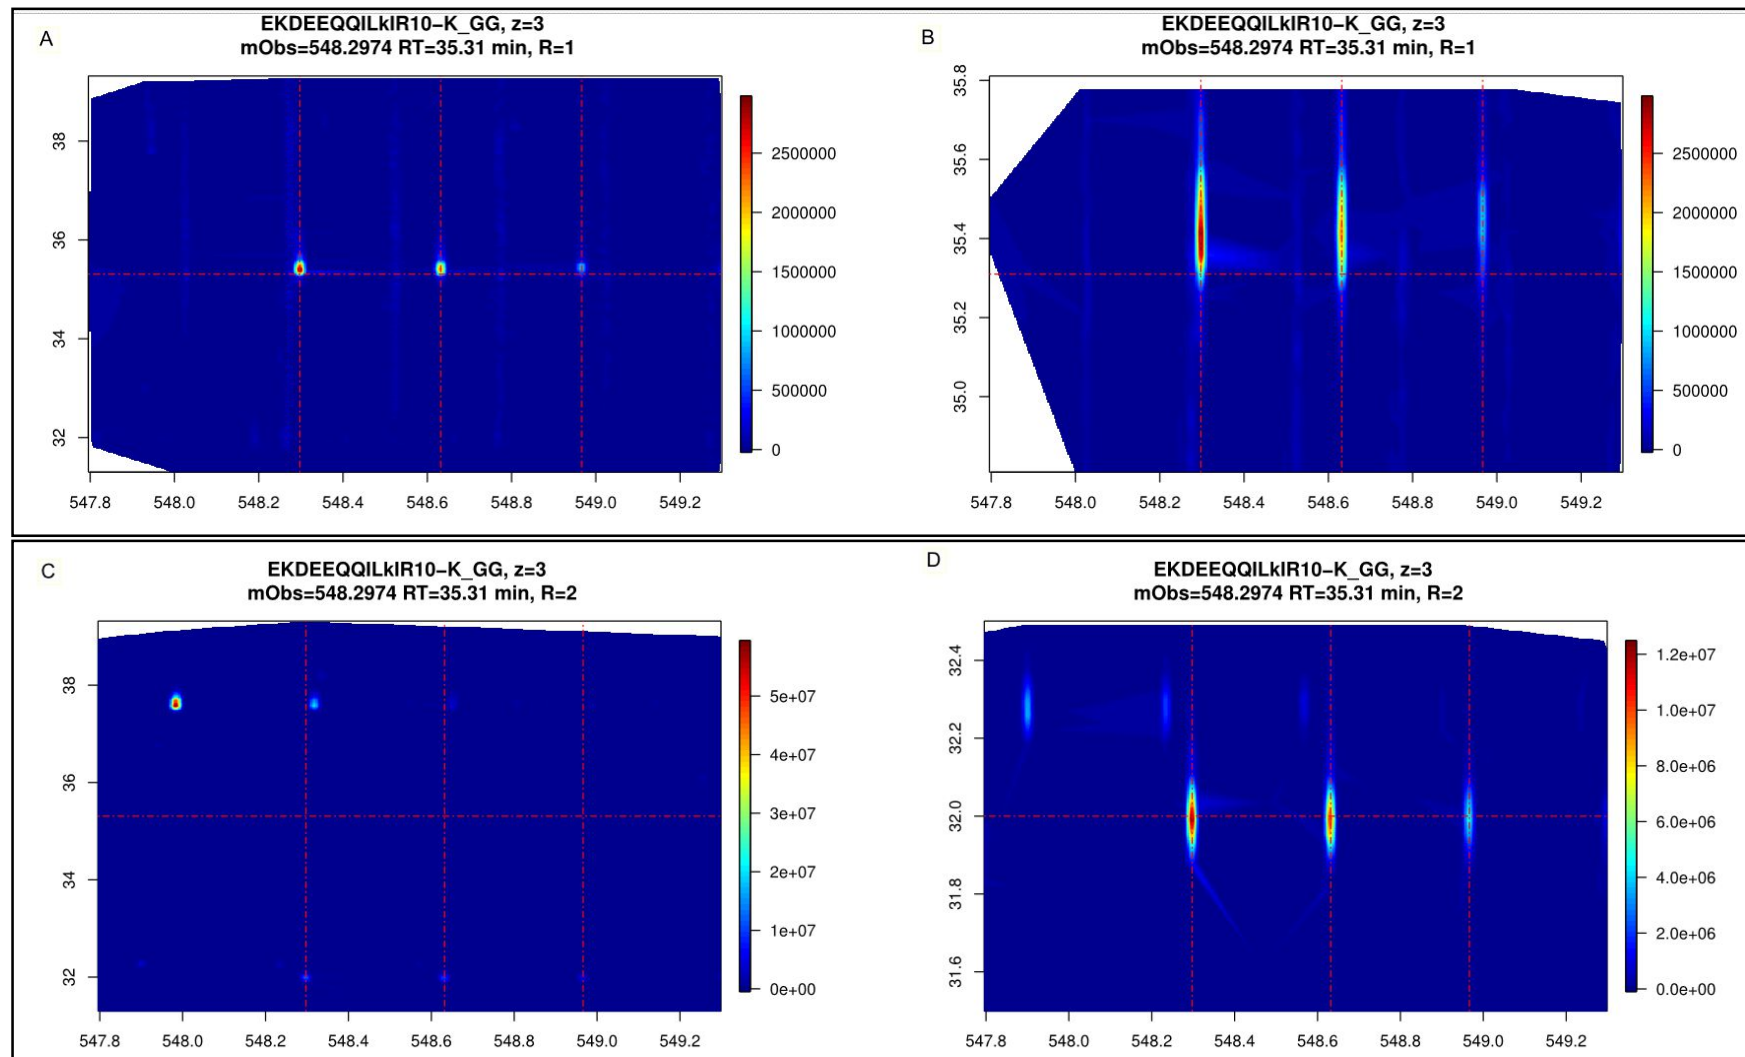 A
EKDEEQQILkIR10−K_GG, z=3
mObs=548.2974 RT=35.31 min, R=1
38
36
34
32
547.8 548.0 548.2 548.4 548.6 548.8 549.0 549.2
2500000
2000000
1500000
1000000
500000
0
B
EKDEEQQILkIR10−K_GG, z=3
mObs=548.2974 RT=35.31 min, R=1
35.8
35.6
35.4
35.2
35.0
547.8 548.0 548.2 548.4 548.6 548.8 549.0 549.2
2500000
2000000
1500000
1000000
500000
0
C
EKDEEQQILkIR10−K_GG, z=3
mObs=548.2974 RT=35.31 min, R=2
38
36
34
32
547.8 548.0 548.2 548.4 548.6 548.8 549.0 549.2
5e+07
4e+07
3e+07
2e+07
1e+07
0e+00
D
EKDEEQQILkIR10−K_GG, z=3
mObs=548.2974 RT=35.31 min, R=2
32.4
32.2
32.0
31.8
31.6
547.8 548.0 548.2 548.4 548.6 548.8 549.0 549.2
1.2e+07
1.0e+07
8.0e+06
6.0e+06
4.0e+06
2.0e+06
0.0e+00